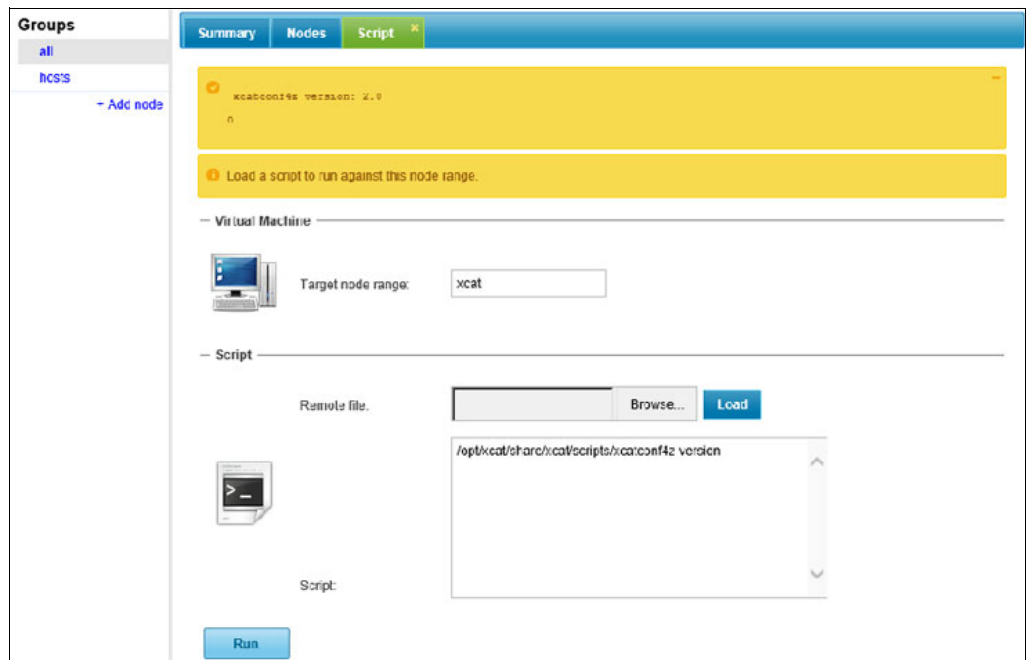 Groups
all
hosts
+ Add node
Summary Nodes Script
xcatconf4z version: 2.0
0
Load a script to run against this node range.
Virtual Machine
Target node range: xcat
Script
Remote file: Browse... Load
/opt/xcat/share/xcat/scripts/xcatconf4z version
>_
Script:
Run